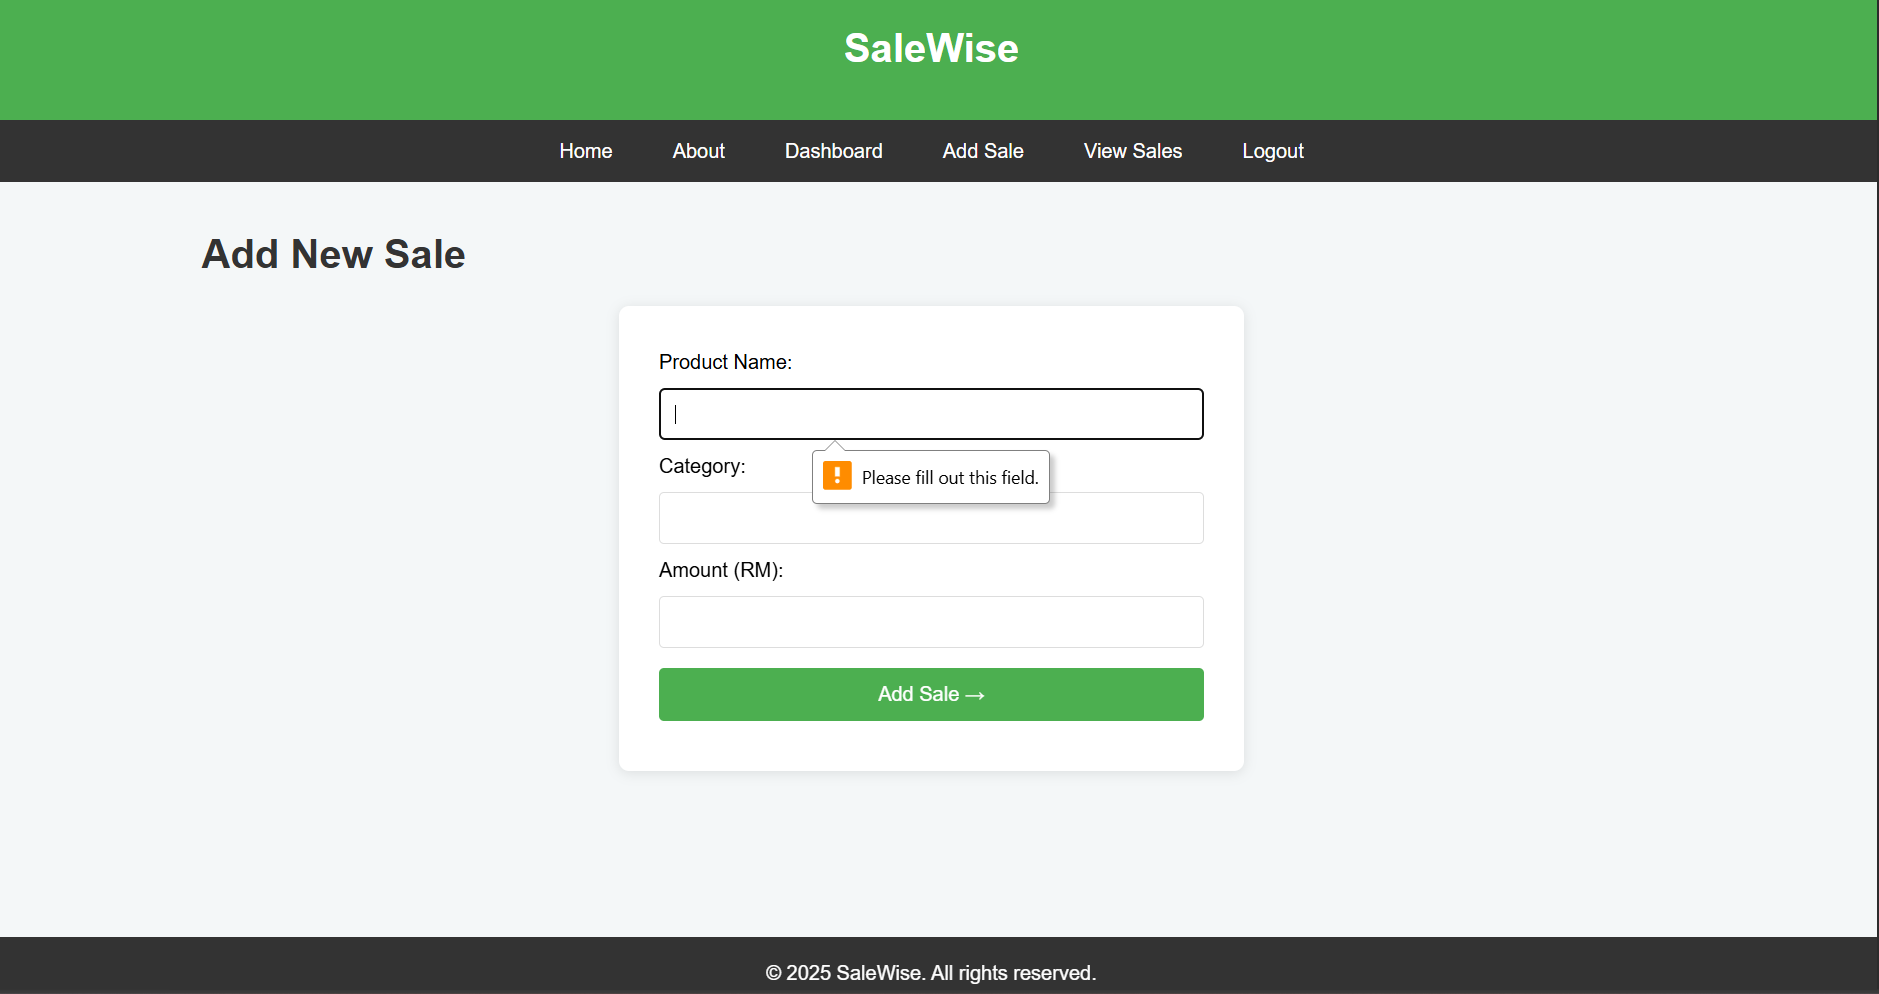 SaleWise
Home About Dashboard Add Sale View Sales Logout
Add New Sale
Product Name:
Please fill out this field.
Category:
Amount (RM):
Add Sale →
© 2025 SaleWise. All rights reserved.